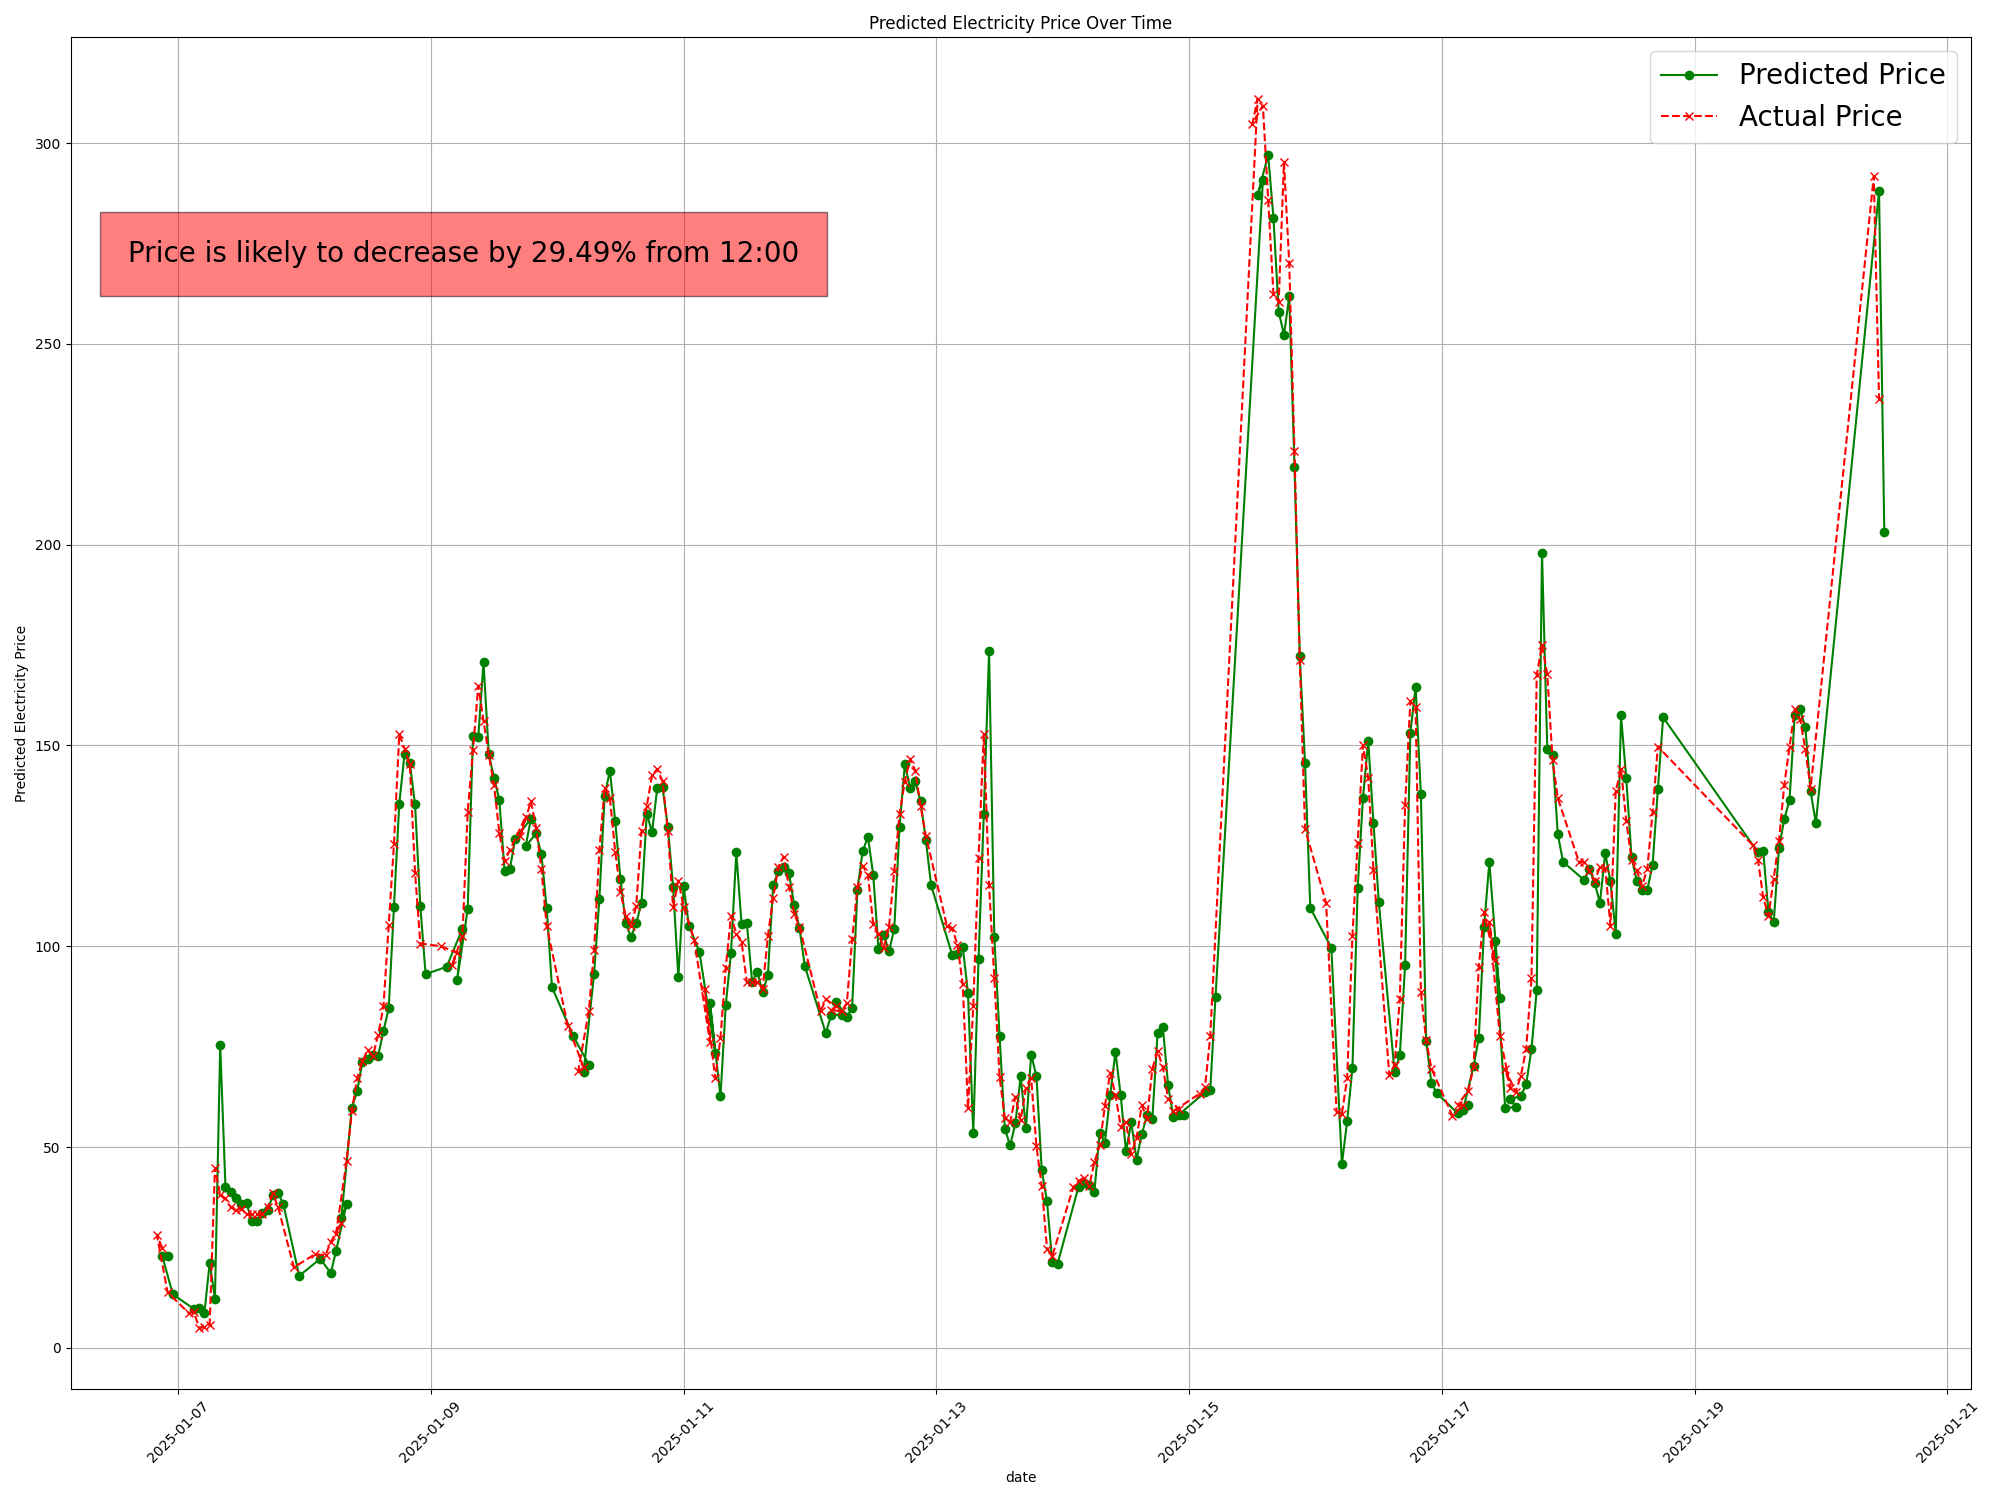 Predicted Electricity Price Over Time
Predicted Price
Actual Price
Price is likely to decrease by 29.49% from 12:00
Predicted Electricity Price
300
250
200
150
100
50
0
2025-01-07
2025-01-09
2025-01-11
2025-01-13
2025-01-15
2025-01-17
2025-01-19
2025-01-21
date